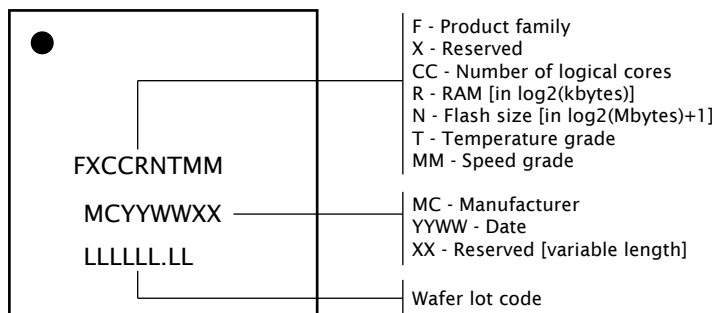 F - Product family
X - Reserved
CC - Number of logical cores
R - RAM [in log2(kbytes)]
N - Flash size [in log2(Mbytes)+1]
T - Temperature grade
MM - Speed grade
FXCCRNTMM
MCYYWWXX
MC - Manufacturer
YYWW - Date
XX - Reserved [variable length]
LLLLLL.LL
Wafer lot code